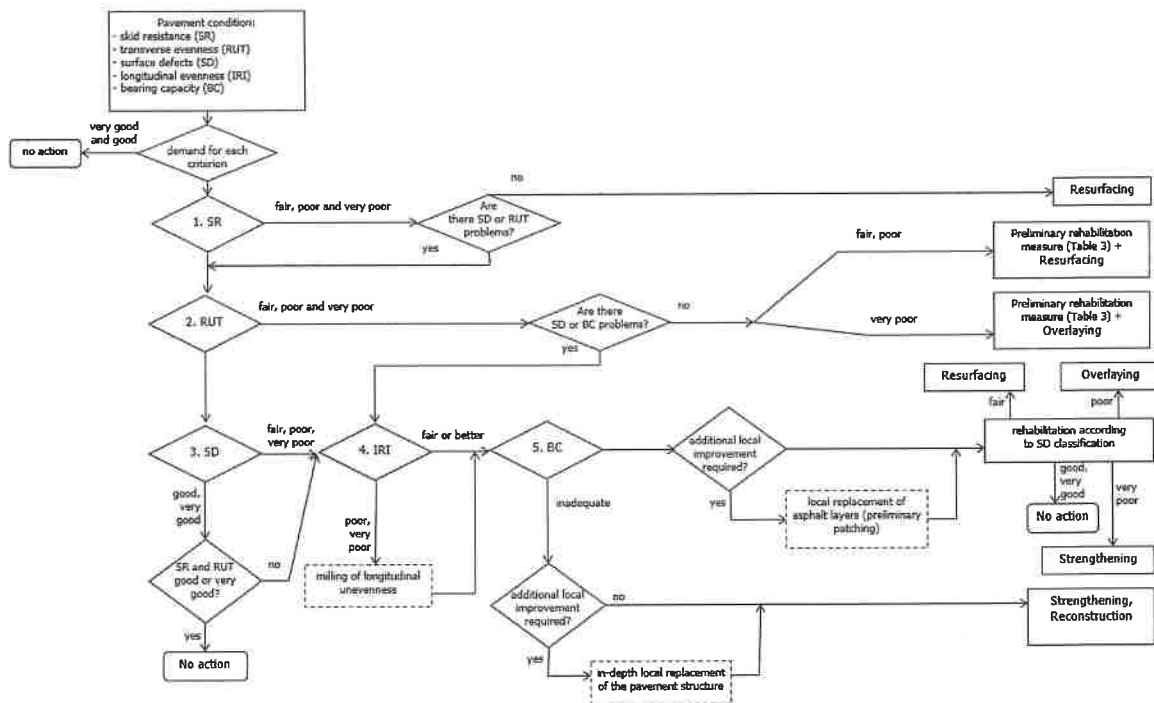 Pavement condition:
- skid resistance (SR)
- transverse evenness (RUT)
- surface defects (SD)
- longitudinal evenness (IRI)
- bearing capacity (BC)
very good
and good
no action
demand for each
criterion
no
Resurfacing
1. SR
fair, poor and very poor
Are
there SD or RUT
problems?
yes
fair, poor
Preliminary rehabilitation
measure (Table 3) +
Resurfacing
2. RUT
fair, poor and very poor
Are there
SD or BC problems?
no
very poor
Preliminary rehabilitation
measure (Table 3) +
Overlaying
yes
Resurfacing
Overlaying
fair
poor
3. SD
fair, poor,
very poor
4. IRI
fair or better
5. BC
additional local
improvement
required?
rehabilitation according
to SD classification
good,
very
good
poor,
very
poor
inadequate
yes
local replacement of
asphalt layers (preliminary
patching)
good,
very
good
very
poor
No action
SR and RUT
good or very
good?
no
milling of longitudinal
unevenness
Strengthening
additional local
improvement
required?
no
Strengthening,
Reconstruction
yes
No action
yes
in-depth local replacement
of the pavement structure